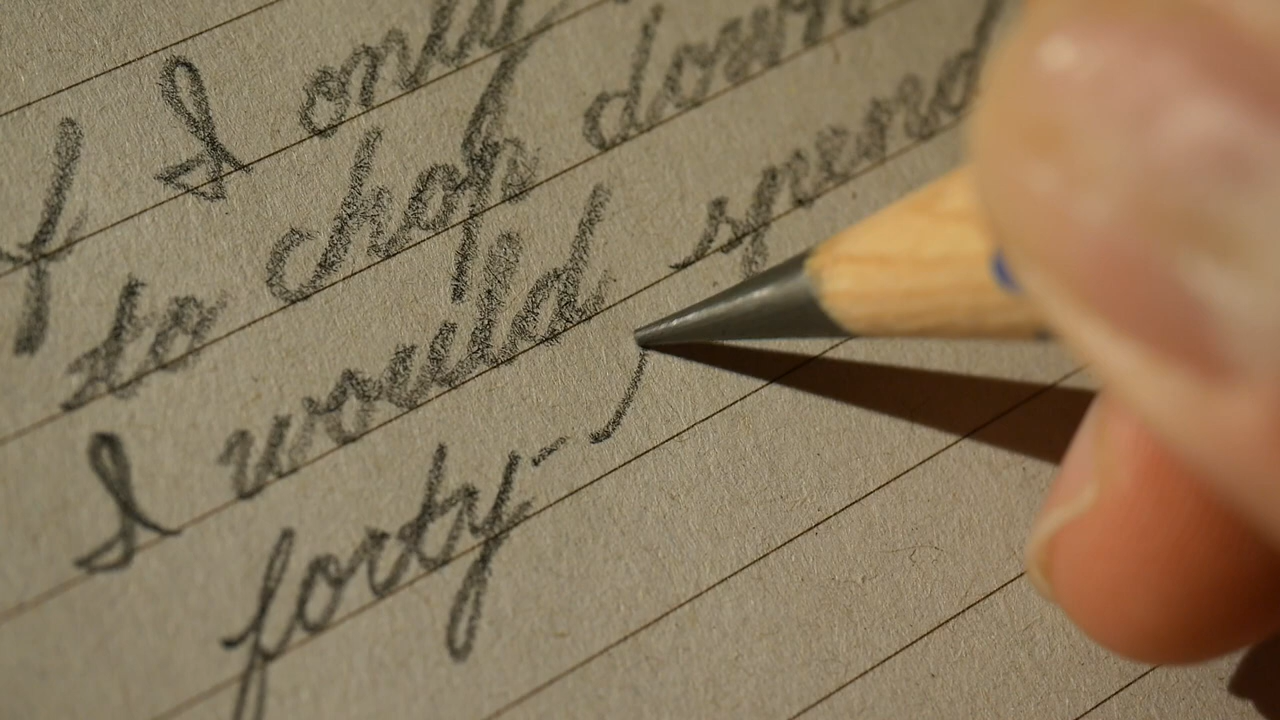 f I only
to chop down
I would spend
forty-